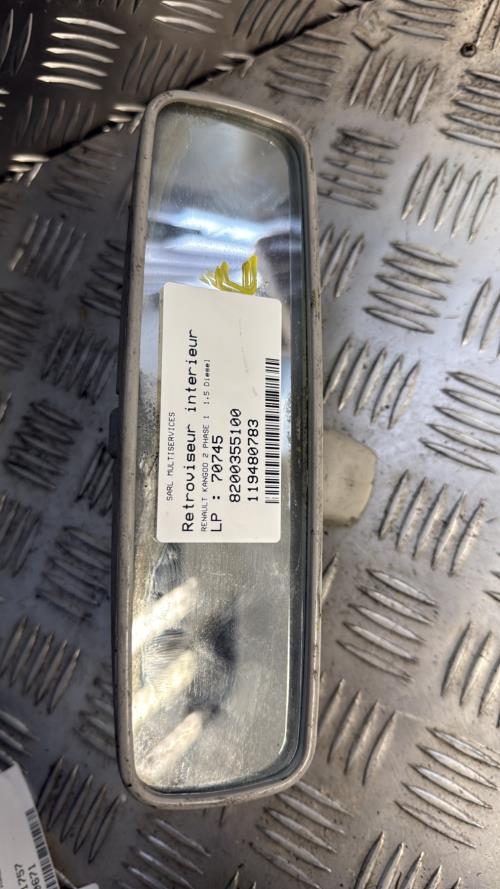 SARL MULTISERVICES
Retroviseur interieur
RENAULT KANGOO 2 PHASE 1 1.5 Diesel
LP : 70745
8200355100
119480783